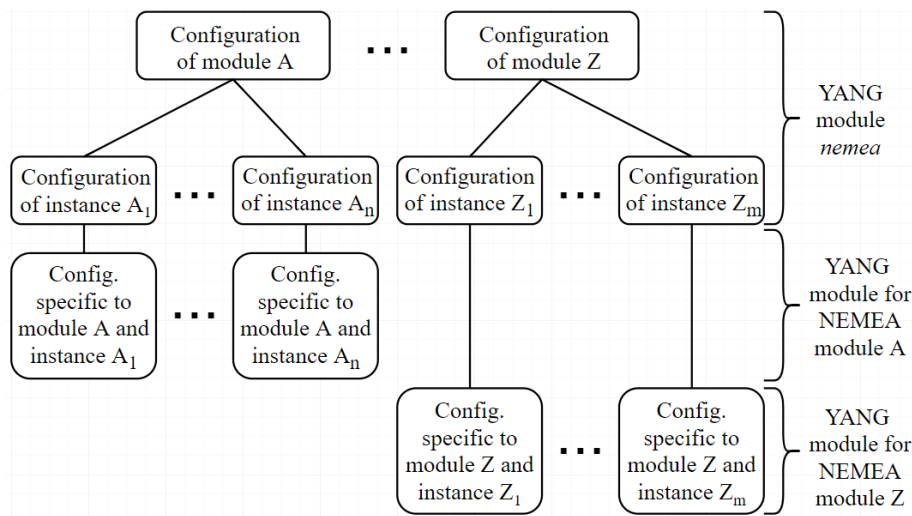 Configuration
of module A
...
Configuration
of module Z
YANG
module
nemea
Configuration
of instance A1
...
Configuration
of instance An
Configuration
of instance Z1
...
Configuration
of instance Zm
Config.
specific to
module A and
instance A1
...
Config.
specific to
module A and
instance An
YANG
module for
NEMEA
module A
Config.
specific to
module Z and
instance Z1
...
Config.
specific to
module Z and
instance Zm
YANG
module for
NEMEA
module Z